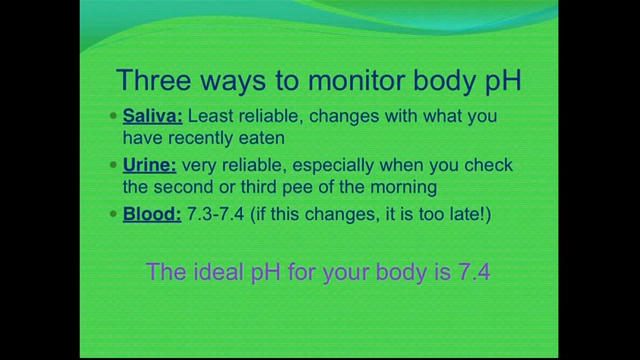 Three ways to monitor body pH
Saliva: Least reliable, changes with what you
have recently eaten
Urine: very reliable, especially when you check
the second or third pee of the morning
Blood: 7.3-7.4 (if this changes, it is too late!)
The ideal pH for your body is 7.4